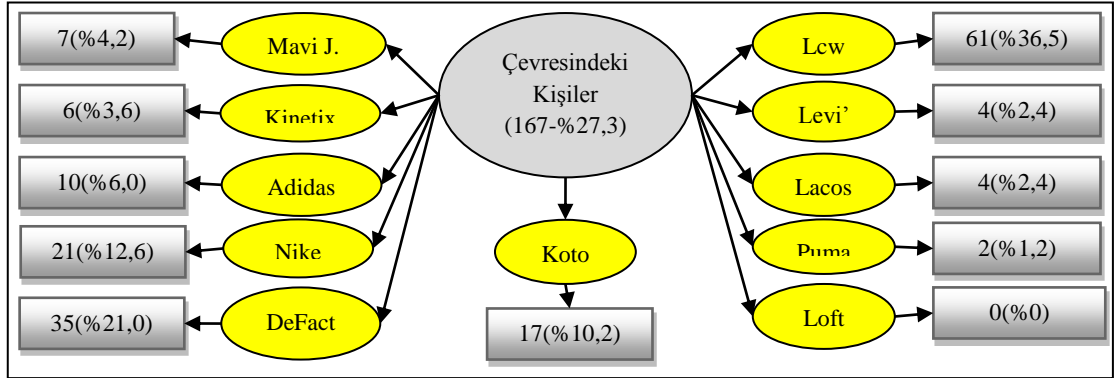 7(%4,2)
Mavi J.
Çevresindeki
Kişiler
(167-%27,3)
Lcw
61(%36,5)
6(%3,6)
Kinetix
Levi’
4(%2,4)
10(%6,0)
Adidas
Lacos
4(%2,4)
21(%12,6)
Nike
Koto
Puma
2(%1,2)
35(%21,0)
DeFact
17(%10,2)
Loft
0(%0)